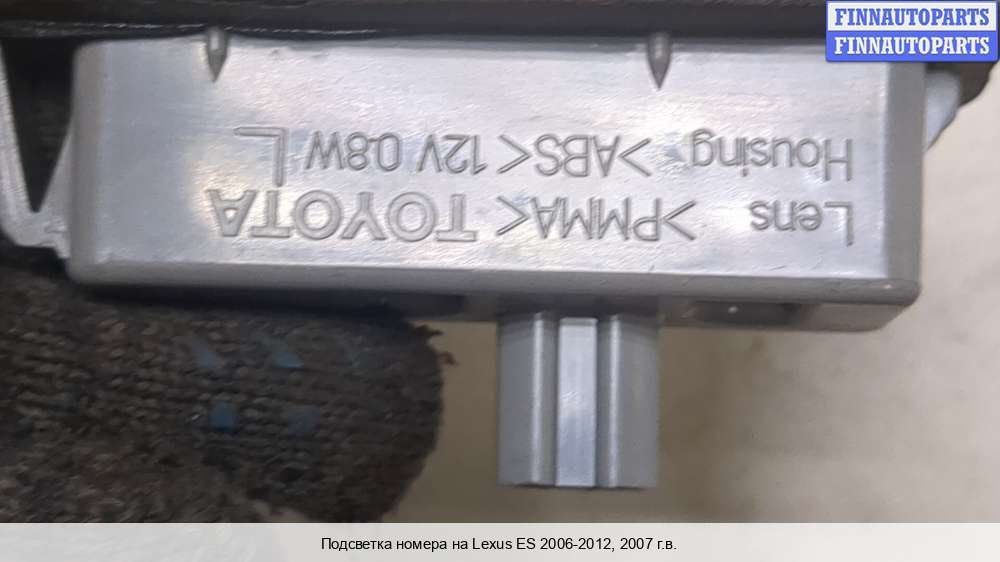 FINNAUTOPARTS
FINNAUTOPARTS
Lens >PMMA< TOYOTA
Housing >ABS< 12V 0.8W L
Подсветка номера на Lexus ES 2006-2012, 2007 г.в.